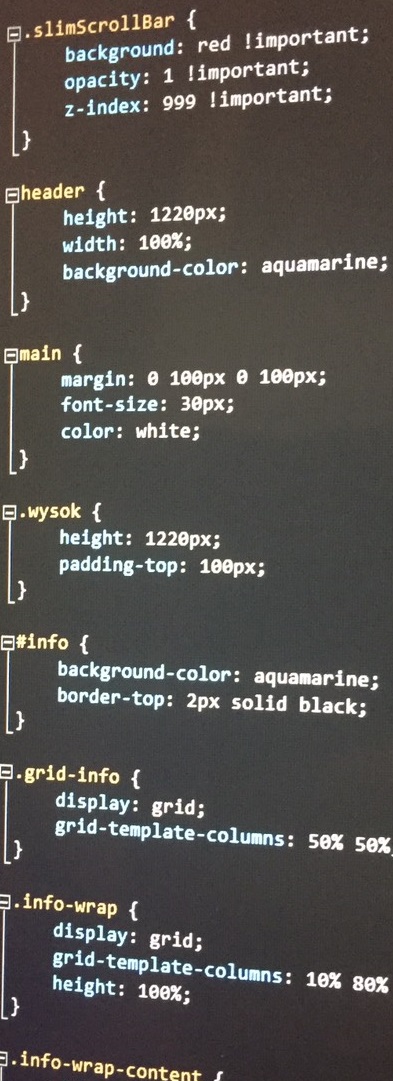 .slimScrollBar {
background: red !important;
opacity: 1 !important;
z-index: 999 !important;
}
header {
height: 1220px;
width: 100%;
background-color: aquamarine;
}
main {
margin: 0 100px 0 100px;
font-size: 30px;
color: white;
}
.wysok {
height: 1220px;
padding-top: 100px;
}
#info {
background-color: aquamarine;
border-top: 2px solid black;
}
.grid-info {
display: grid;
grid-template-columns: 50% 50%
}
.info-wrap {
display: grid;
grid-template-columns: 10% 80%
height: 100%;
}
.info-wrap-content {